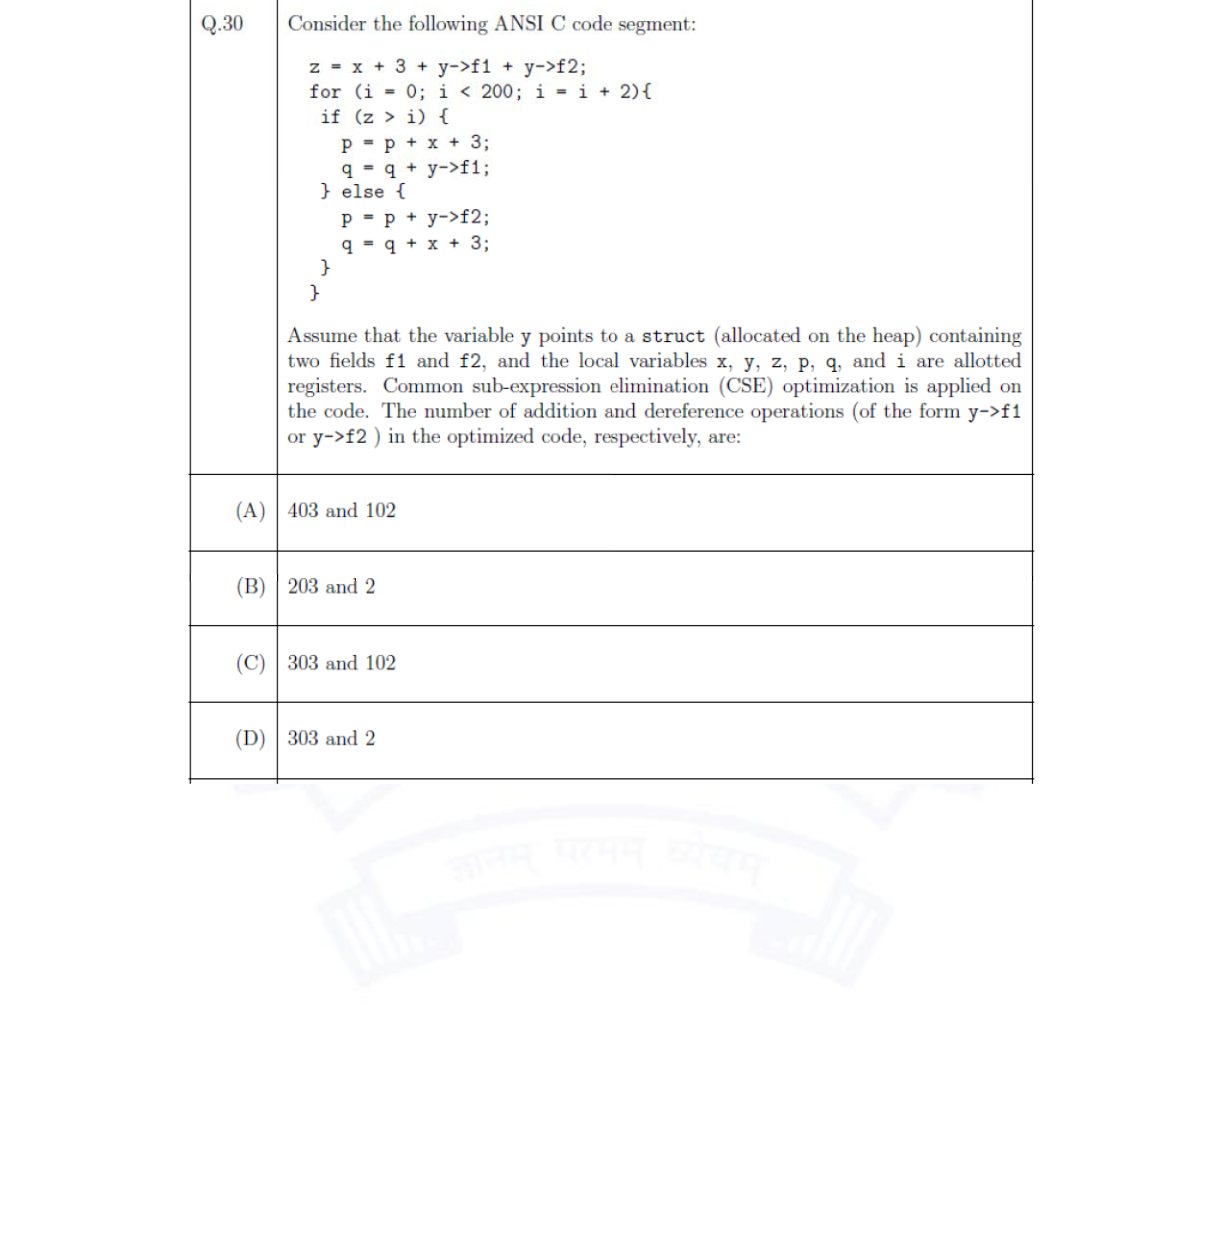 Q.30 Consider the following ANSI C code segment:
z = x + 3 + y->f1 + y->f2;
for (i = 0; i < 200; i = i + 2){
if (z > i) {
p = p + x + 3;
q = q + y->f1;
} else {
p = p + y->f2;
q = q + x + 3;
}
}
Assume that the variable y points to a struct (allocated on the heap) containing
two fields f1 and f2, and the local variables x, y, z, p, q, and i are allotted
registers. Common sub-expression elimination (CSE) optimization is applied on
the code. The number of addition and dereference operations (of the form y->f1
or y->f2 ) in the optimized code, respectively, are:
(A) 403 and 102
(B) 203 and 2
(C) 303 and 102
(D) 303 and 2
ज्ञानम् परमम् ध्येयम्